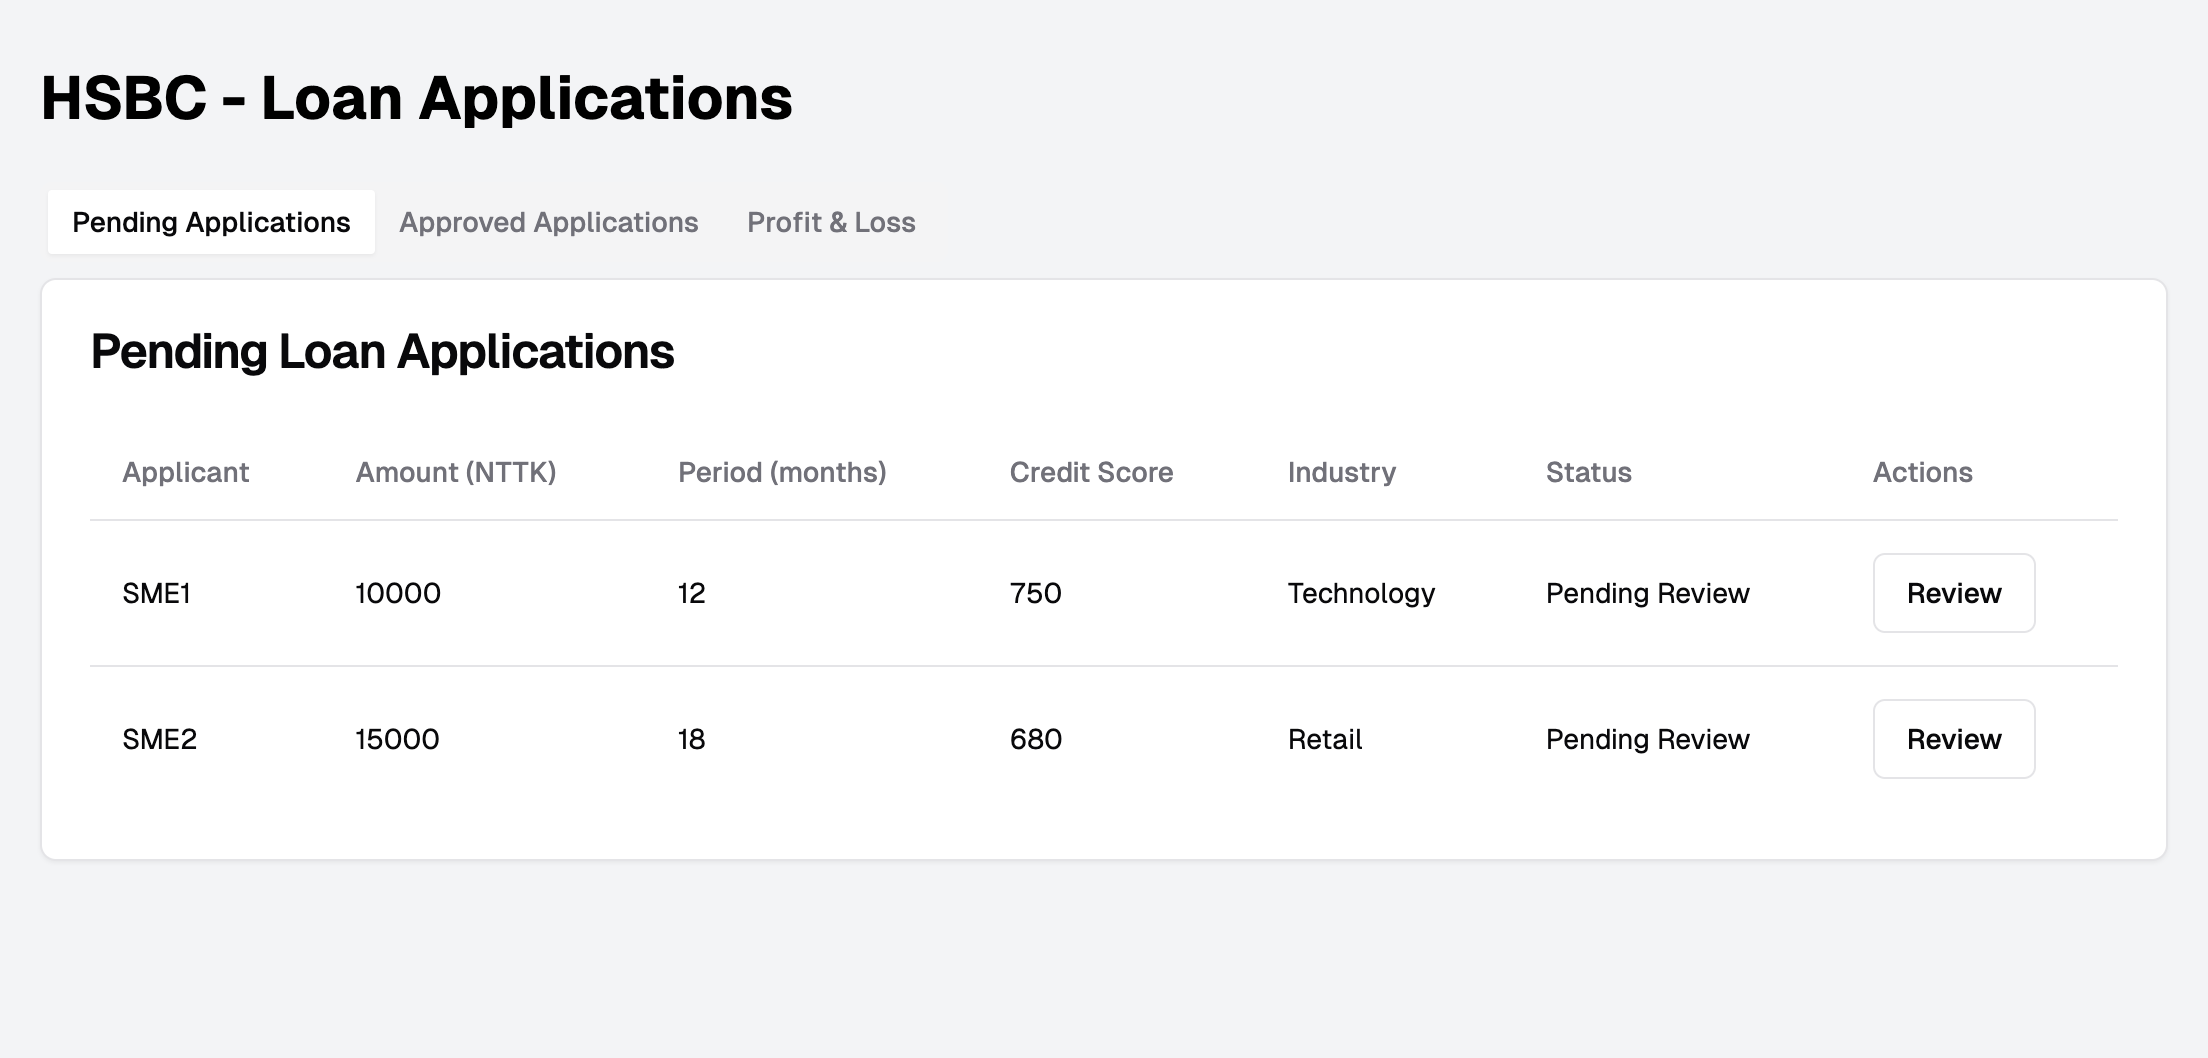 HSBC - Loan Applications
Pending Applications Approved Applications Profit & Loss
Pending Loan Applications
Applicant Amount (NTTK) Period (months) Credit Score Industry Status Actions
SME1 10000 12 750 Technology Pending Review Review
SME2 15000 18 680 Retail Pending Review Review